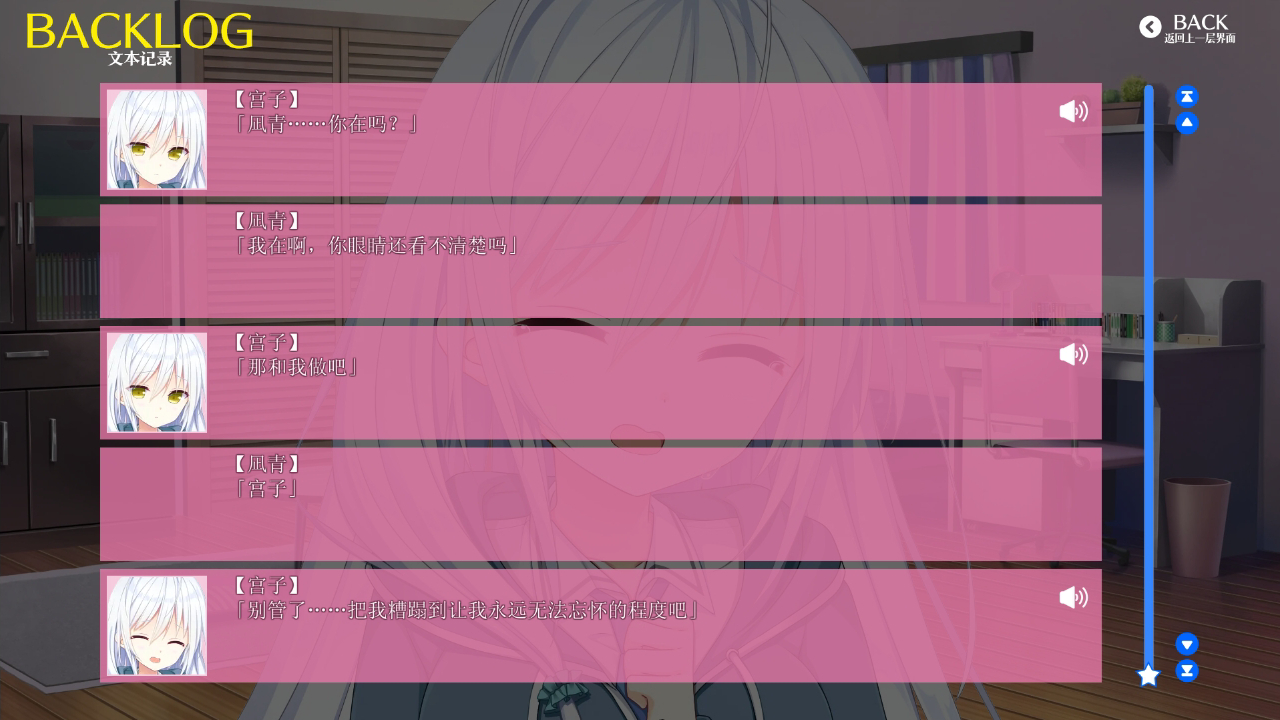 BACKLOG
文本记录
BACK
返回上一层界面
【宫子】
「凪青……你在吗？」
【凪青】
「我在啊，你眼睛还看不清楚吗」
【宫子】
「那和我做吧」
【凪青】
「宫子」
【宫子】
「别管了……把我糟蹋到让我永远无法忘怀的程度吧」